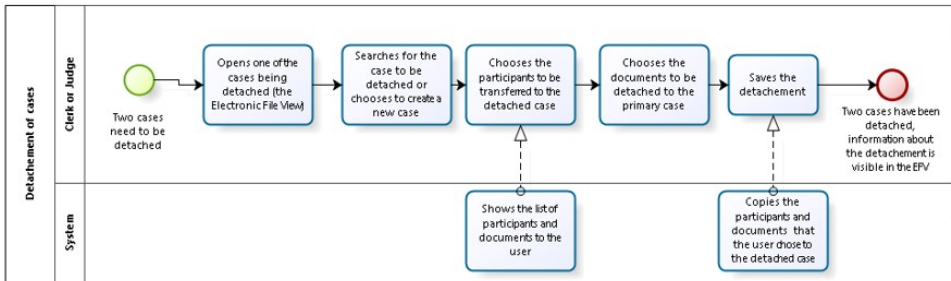 Detachement of cases
Clerk or Judge
Two cases
need to be
detached
Opens one of the
cases being
detached (the
Electronic File View)
Searches for the
case to be
detached or
chooses to create a
new case
Chooses the
participants to be
transferred to the
detached case
Chooses the
documents to be
detached to the
primary case
Saves the
detachement
Two cases have been
detached,
information about
the detachement is
visible in the EFV
System
Shows the list of
participants and
documents to the
user
Copies the
participants and
documents that
the user chose to
the detached case